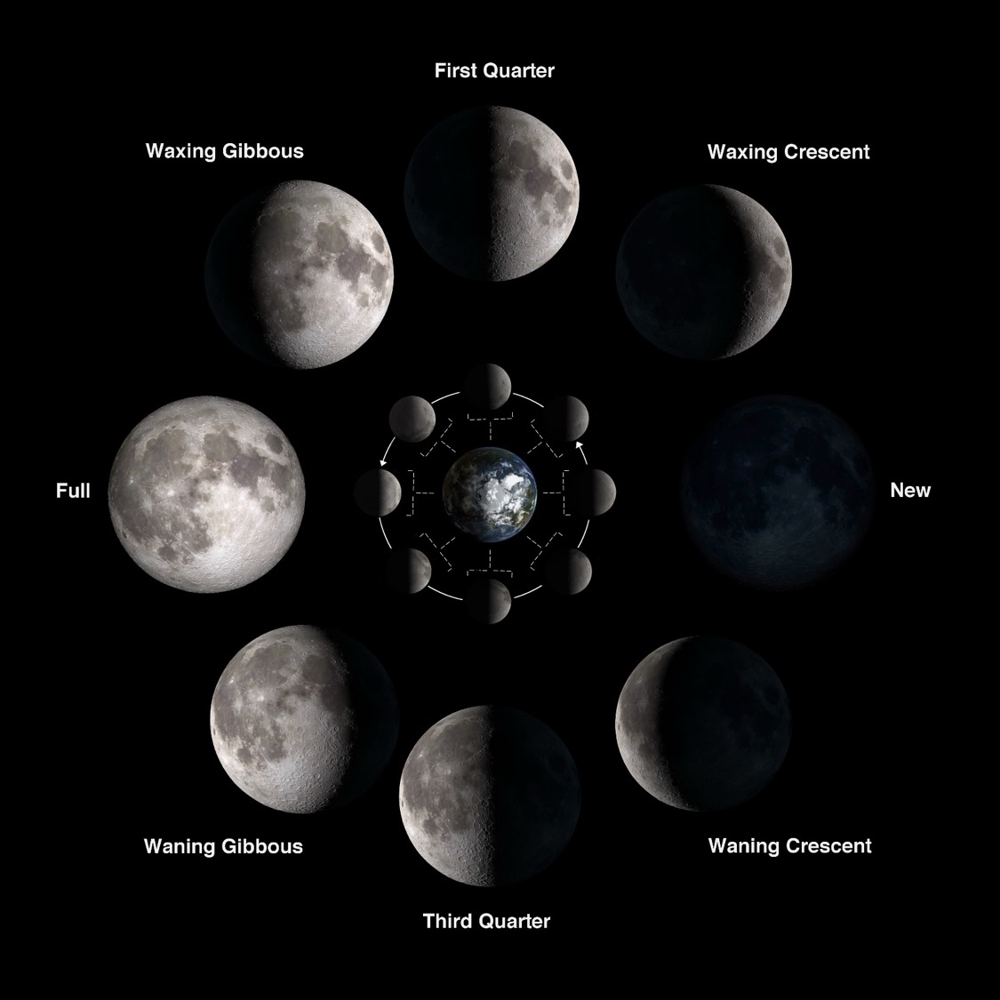 First Quarter
Waxing Gibbous
Waxing Crescent
Full
New
Waning Gibbous
Waning Crescent
Third Quarter